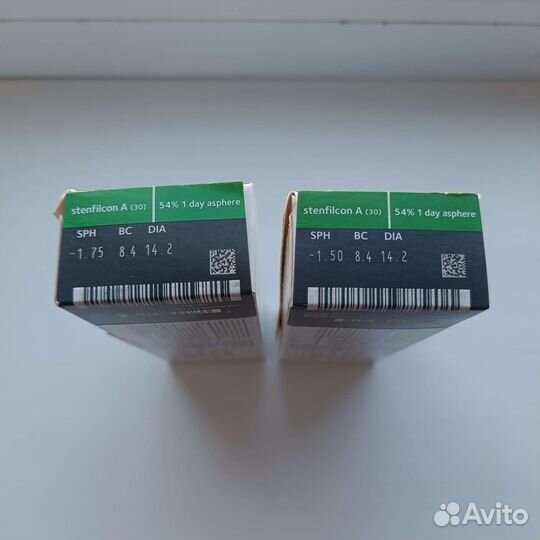 stenfilcon A (30) 54% 1 day asphere
SPH BC DIA
-1.75 8.4 14.2
stenfilcon A (30) 54% 1 day asphere
SPH BC DIA
-1.50 8.4 14.2
Avito